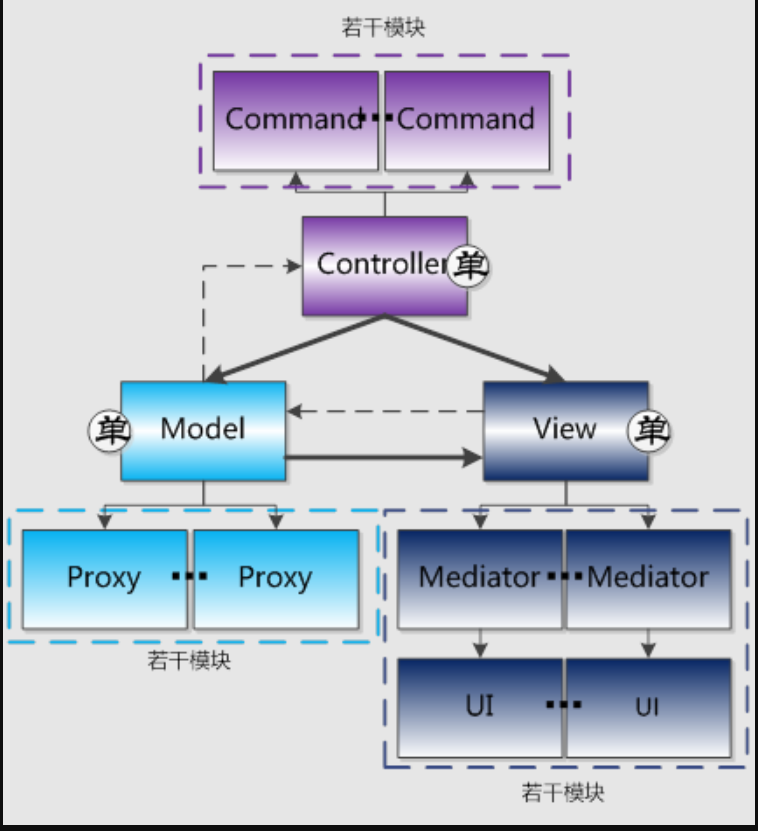 若干模块
Command
Command
Controller
单
Model
单
View
单
Proxy
Proxy
Mediator
Mediator
若干模块
UI
UI
若干模块